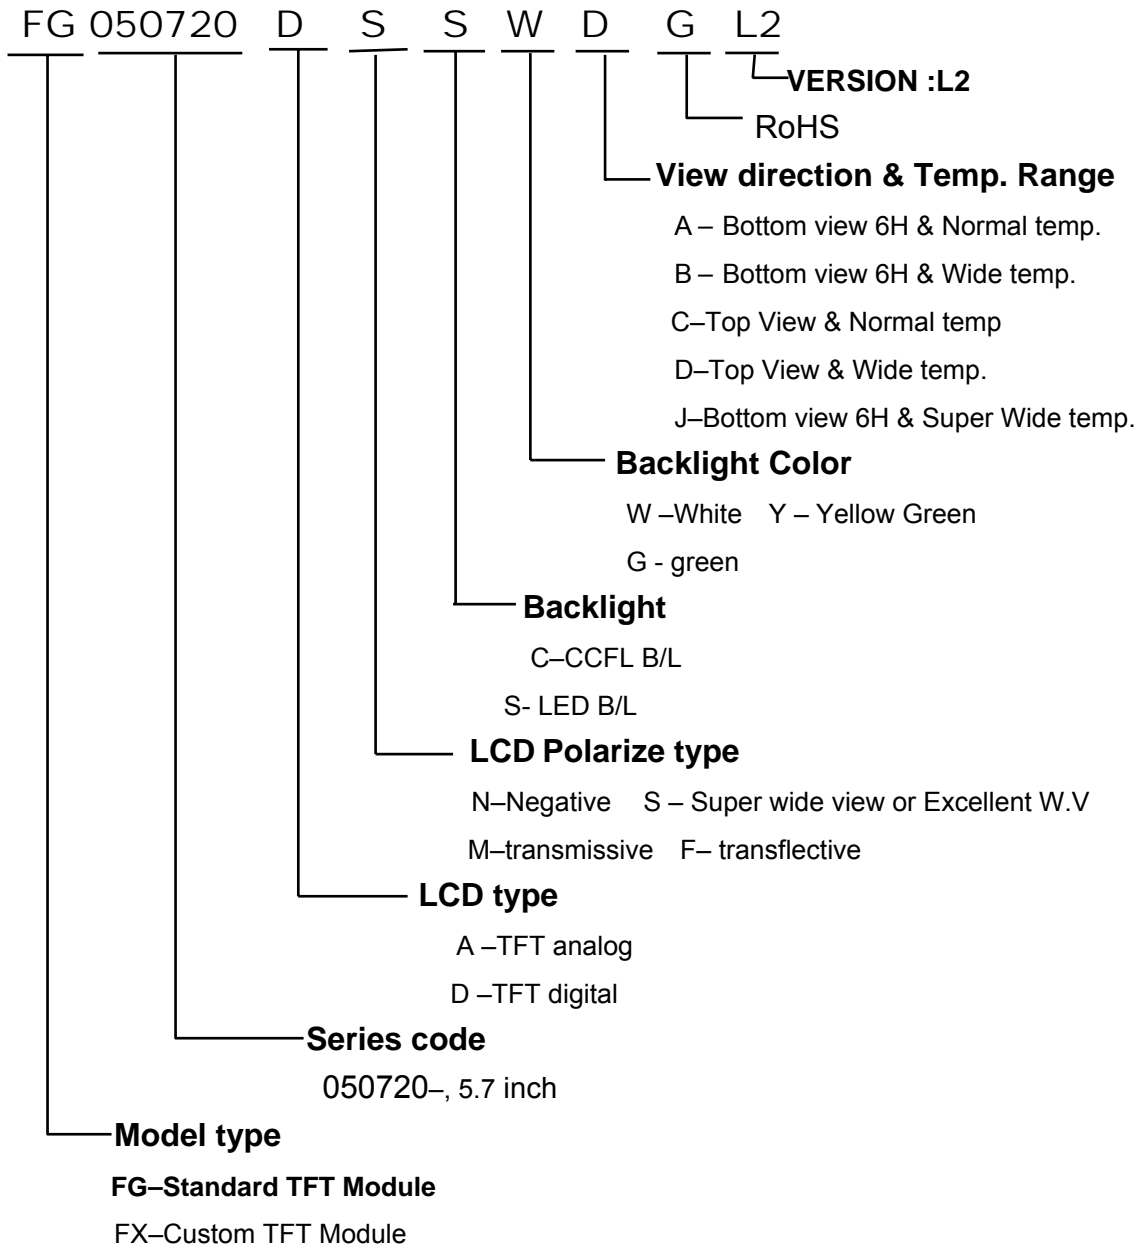 FG 050720 D S S W D G L2
VERSION :L2
RoHS
View direction & Temp. Range
A – Bottom view 6H & Normal temp.
B – Bottom view 6H & Wide temp.
C–Top View & Normal temp
D–Top View & Wide temp.
J–Bottom view 6H & Super Wide temp.
Backlight Color
W –White Y – Yellow Green
G - green
Backlight
C–CCFL B/L
S- LED B/L
LCD Polarize type
N–Negative S – Super wide view or Excellent W.V
M–transmissive F– transflective
LCD type
A –TFT analog
D –TFT digital
Series code
050720–, 5.7 inch
Model type
FG–Standard TFT Module
FX–Custom TFT Module